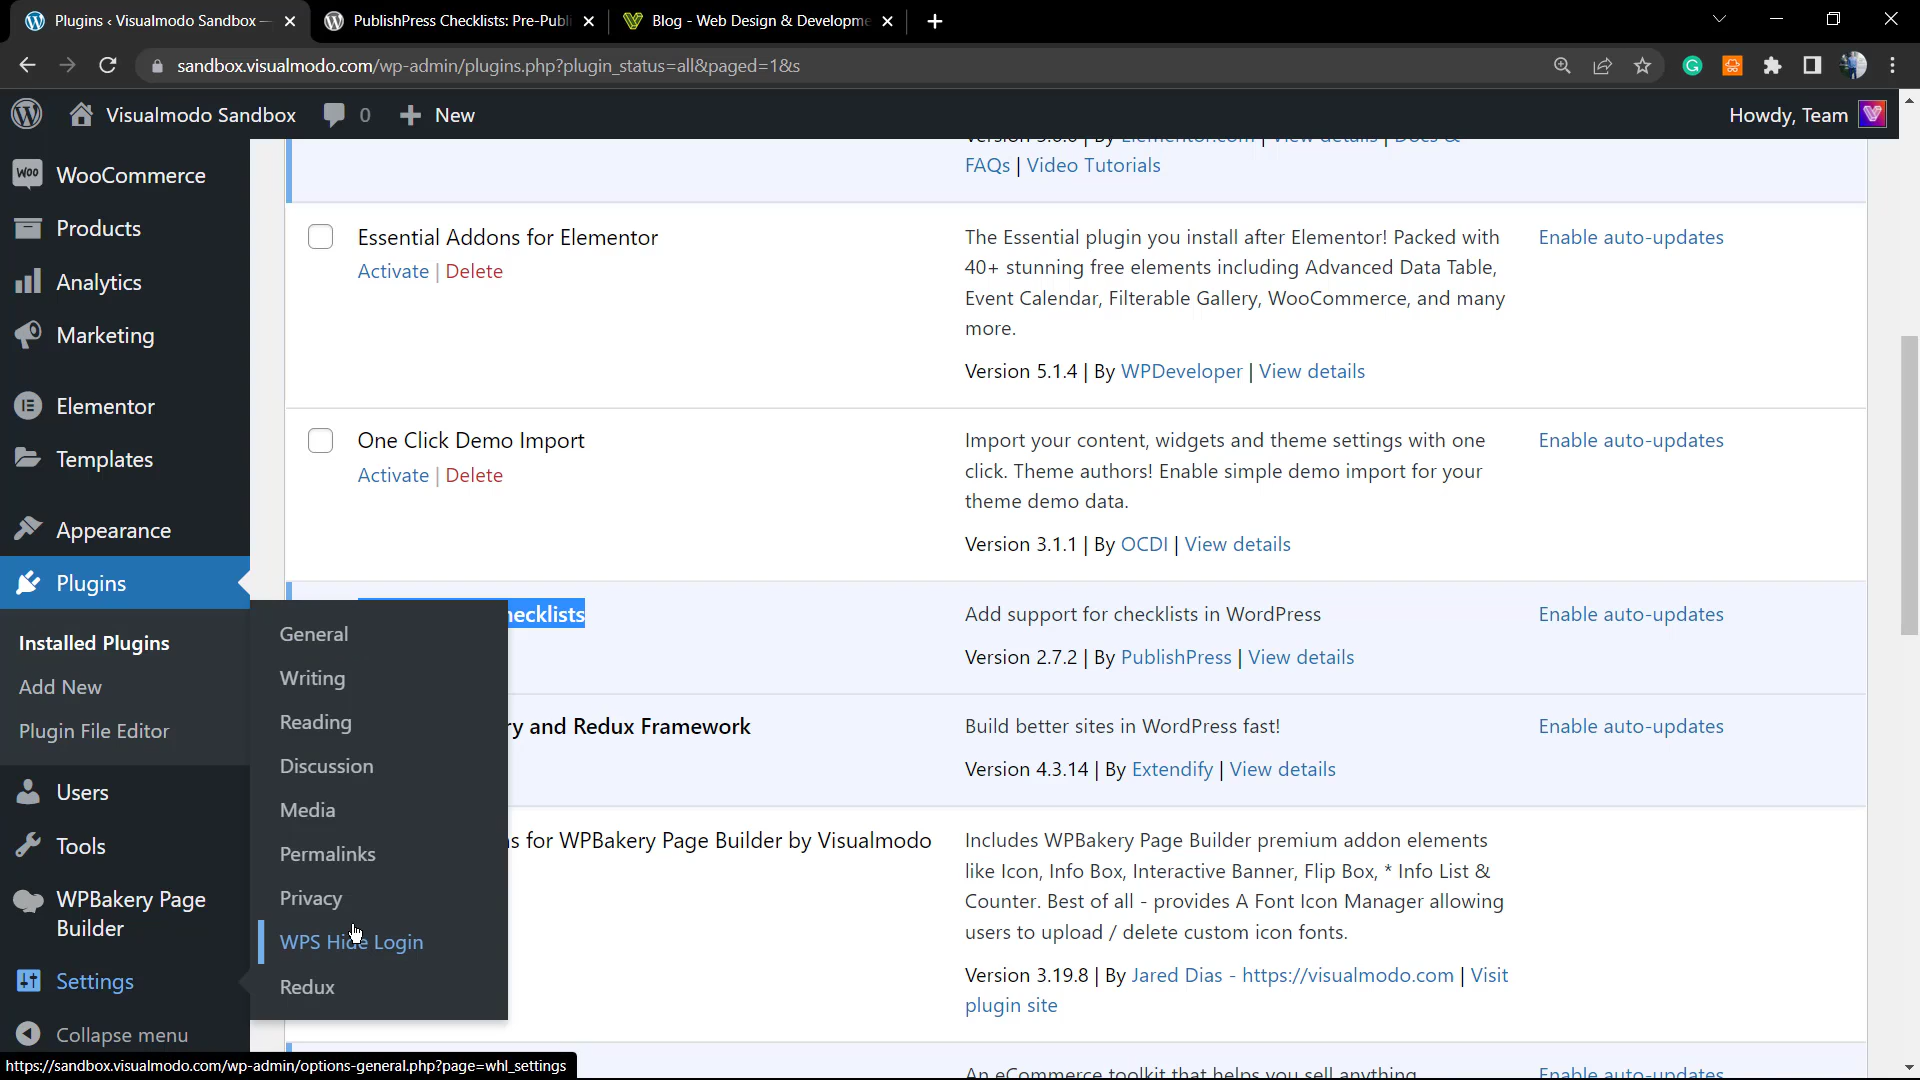 Plugins ‹ Visualmodo Sandbox —
PublishPress Checklists: Pre-Publi
Blog - Web Design & Developme
sandbox.visualmodo.com/wp-admin/plugins.php?plugin_status=all&paged=1&s
Visualmodo Sandbox
0
New
Howdy, Team
WooCommerce
Products
Analytics
Marketing
Elementor
Templates
Appearance
Plugins
Installed Plugins
Add New
Plugin File Editor
Users
Tools
WPBakery Page
Builder
Settings
Collapse menu
General
Writing
Reading
Discussion
Media
Permalinks
Privacy
WPS Hide Login
Redux
FAQs | Video Tutorials
Essential Addons for Elementor
Activate | Delete
The Essential plugin you install after Elementor! Packed with
40+ stunning free elements including Advanced Data Table,
Event Calendar, Filterable Gallery, WooCommerce, and many
more.
Version 5.1.4 | By WPDeveloper | View details
Enable auto-updates
One Click Demo Import
Activate | Delete
Import your content, widgets and theme settings with one
click. Theme authors! Enable simple demo import for your
theme demo data.
Version 3.1.1 | By OCDI | View details
Enable auto-updates
hecklists
Add support for checklists in WordPress
Version 2.7.2 | By PublishPress | View details
Enable auto-updates
ry and Redux Framework
Build better sites in WordPress fast!
Version 4.3.14 | By Extendify | View details
Enable auto-updates
s for WPBakery Page Builder by Visualmodo
Includes WPBakery Page Builder premium addon elements
like Icon, Info Box, Interactive Banner, Flip Box, * Info List &
Counter. Best of all - provides A Font Icon Manager allowing
users to upload / delete custom icon fonts.
Version 3.19.8 | By Jared Dias - https://visualmodo.com | Visit
plugin site
An eCommerce toolkit that helps you sell anything
Enable auto-updates
https://sandbox.visualmodo.com/wp-admin/options-general.php?page=whl_settings